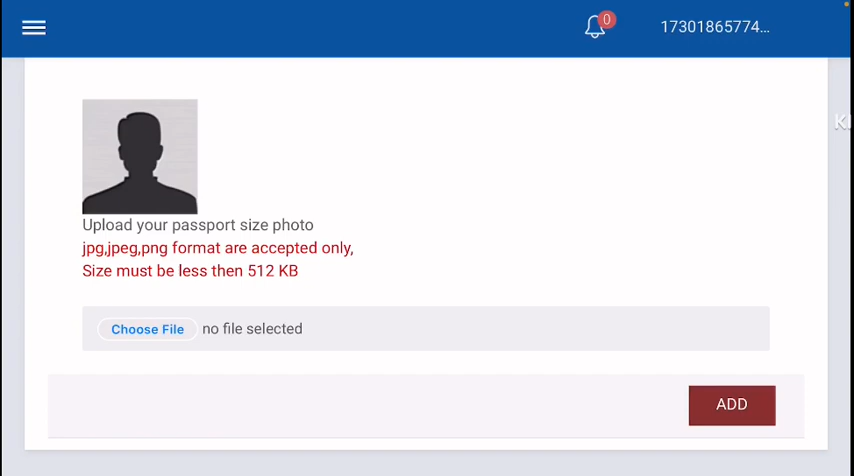 0
17301865774...
Upload your passport size photo
jpg,jpeg,png format are accepted only,
Size must be less then 512 KB
Choose File no file selected
ADD